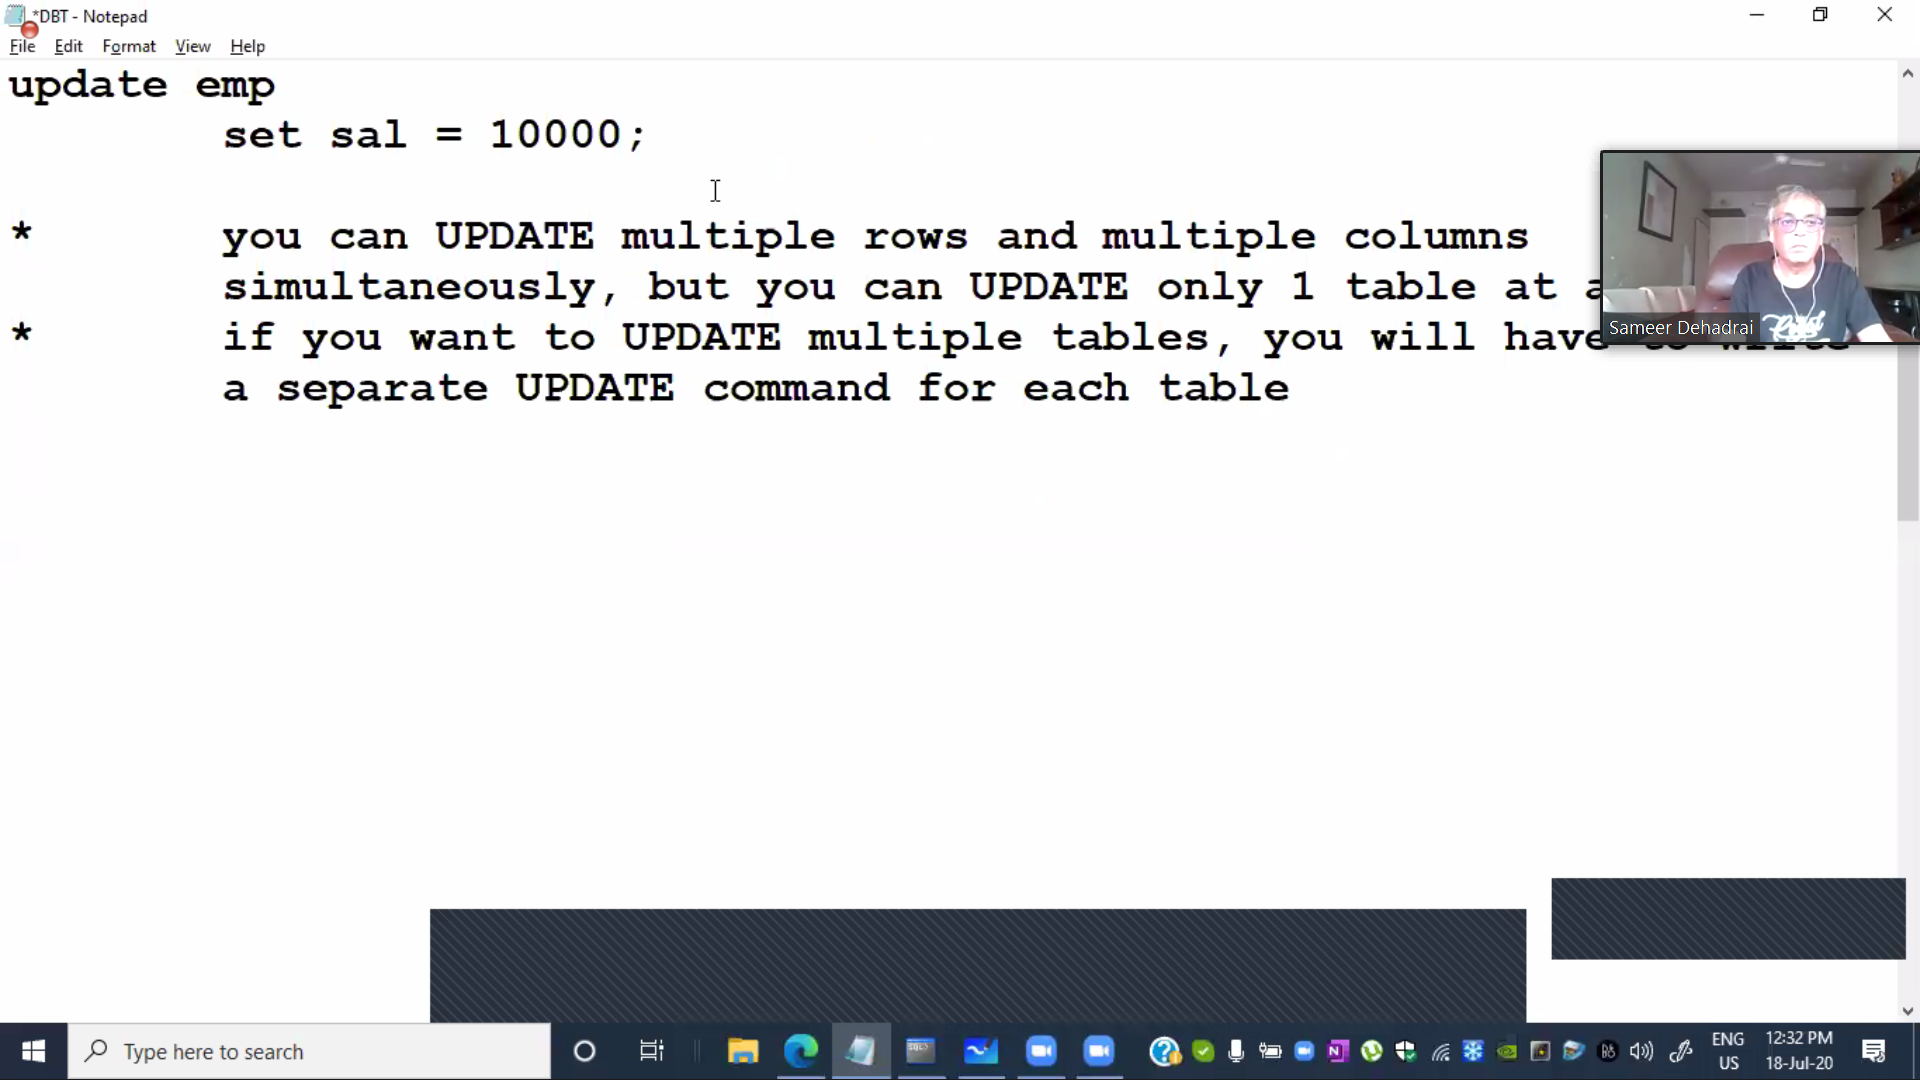 *DBT - Notepad
File Edit Format View Help
update emp
set sal = 10000;
* you can UPDATE multiple rows and multiple columns
simultaneously, but you can UPDATE only 1 table at a
* if you want to UPDATE multiple tables, you will have to write
a separate UPDATE command for each table
Sameer Dehadrai
Type here to search
ENG
US
12:32 PM
18-Jul-20